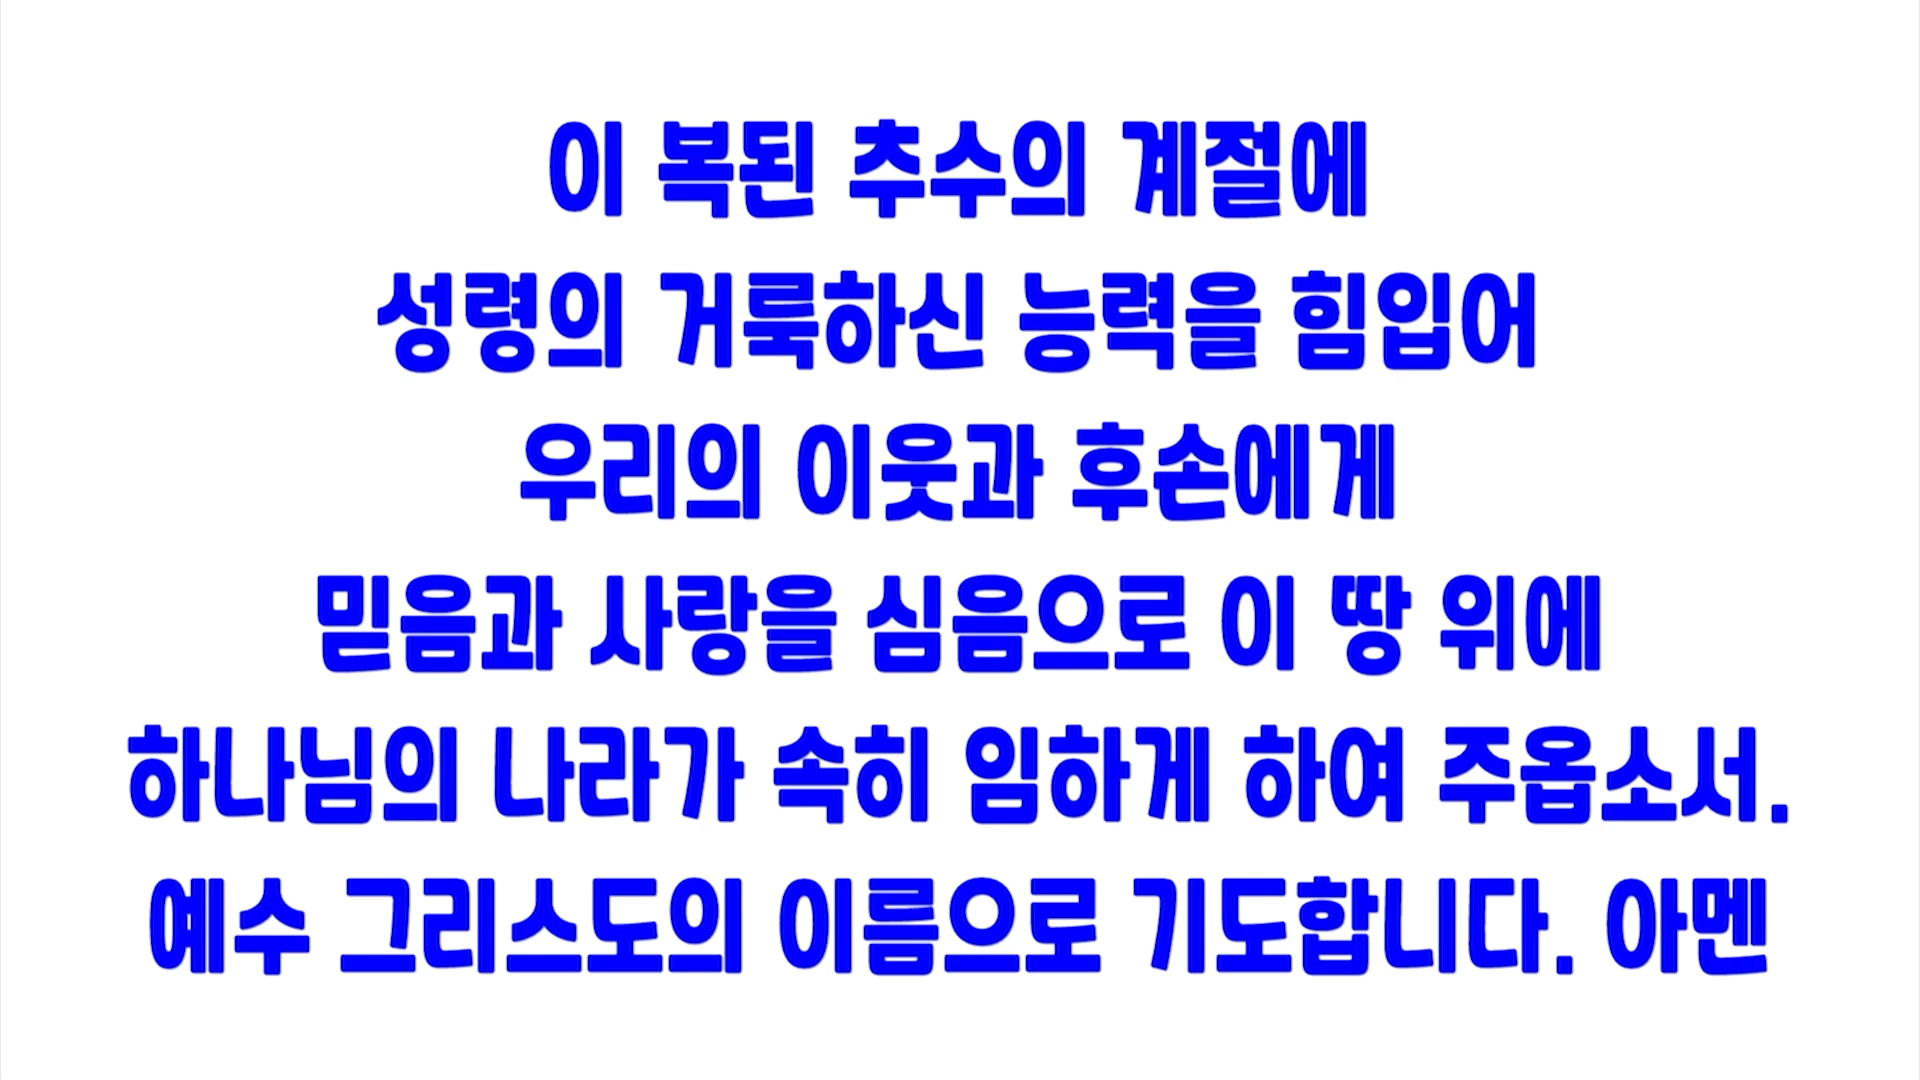 이 복된 추수의 계절에
성령의 거룩하신 능력을 힘입어
우리의 이웃과 후손에게
믿음과 사랑을 심음으로 이 땅 위에
하나님의 나라가 속히 임하게 하여 주옵소서.
예수 그리스도의 이름으로 기도합니다. 아멘